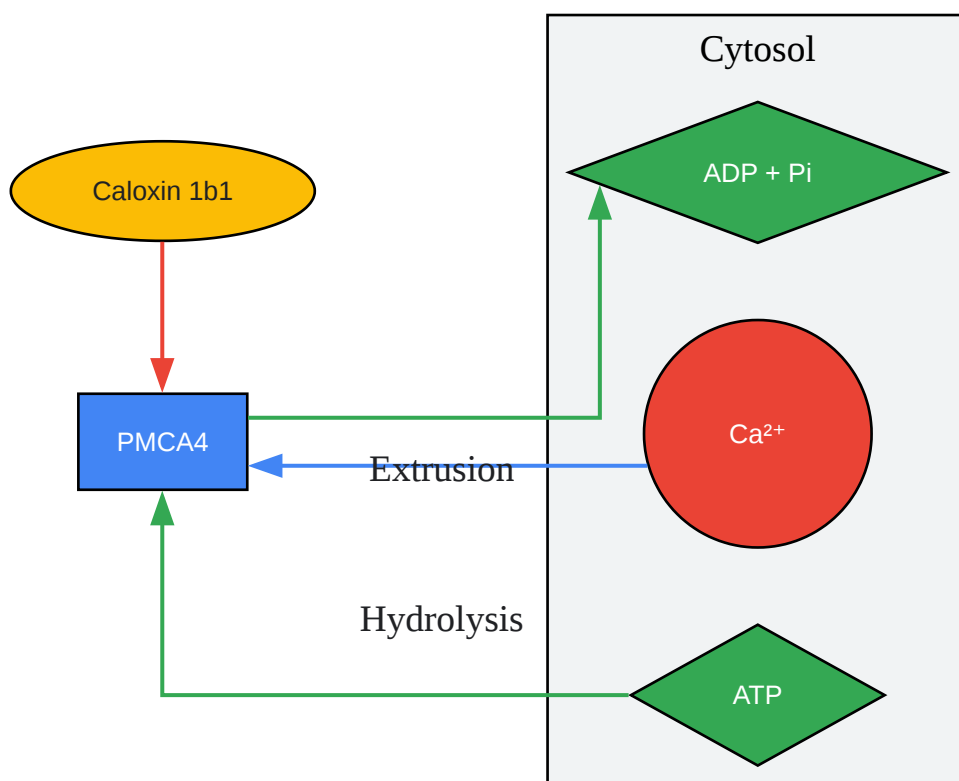 Cytosol
ADP + Pi
Caloxin 1b1
PMCA4
Ca²⁺
Extrusion
Hydrolysis
ATP